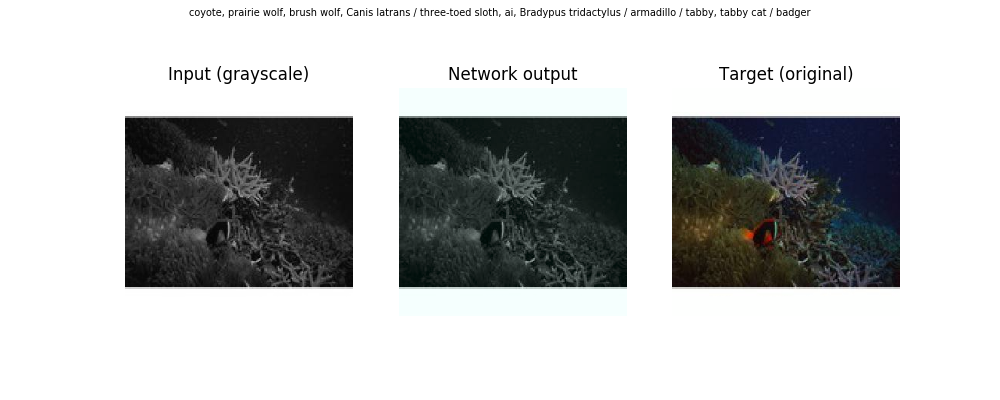 coyote, prairie wolf, brush wolf, Canis latrans / three-toed sloth, ai, Bradypus tridactylus / armadillo / tabby, tabby cat / badger
Input (grayscale)
Network output
Target (original)